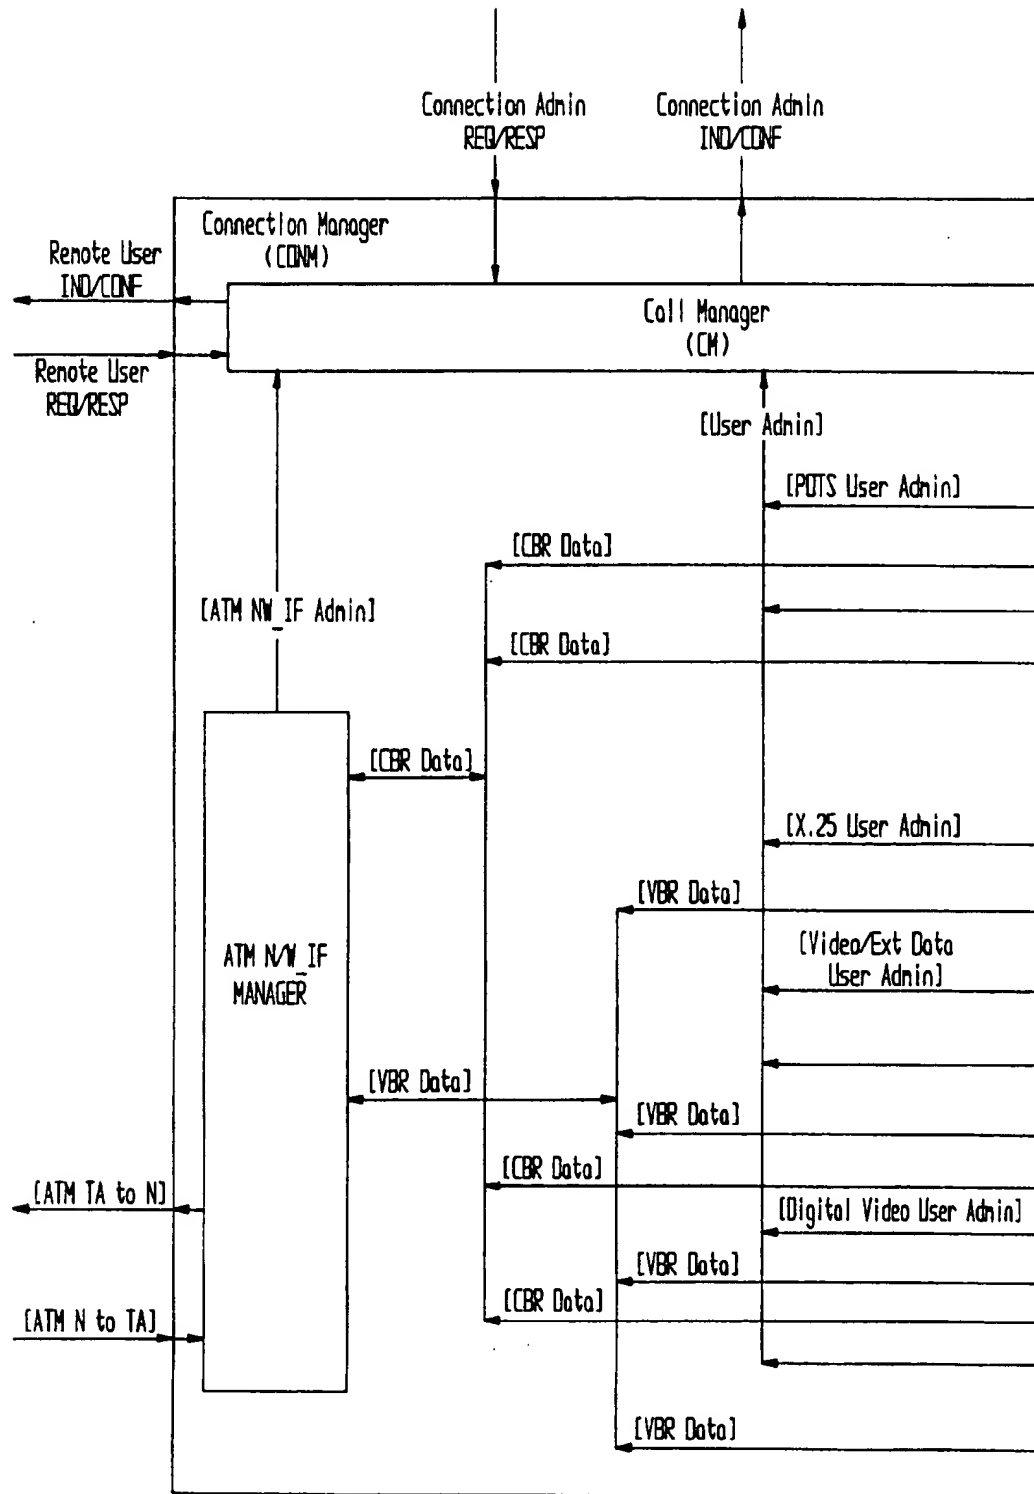 Connection Admin
REQ/RESP
Connection Admin
IND/CONF
Connection Manager
(CONM)
Remote User
IND/CONF
Call Manager
(CM)
Remote User
REQ/RESP
[User Admin]
[POTS User Admin]
[CBR Data]
[ATM NW_IF Admin]
[CBR Data]
[CBR Data]
[X.25 User Admin]
[VBR Data]
[Video/Ext Data
User Admin]
ATM N/W_IF
MANAGER
[VBR Data]
[VBR Data]
[CBR Data]
[ATM TA to N]
[Digital Video User Admin]
[VBR Data]
[CBR Data]
[ATM N to TA]
[VBR Data]